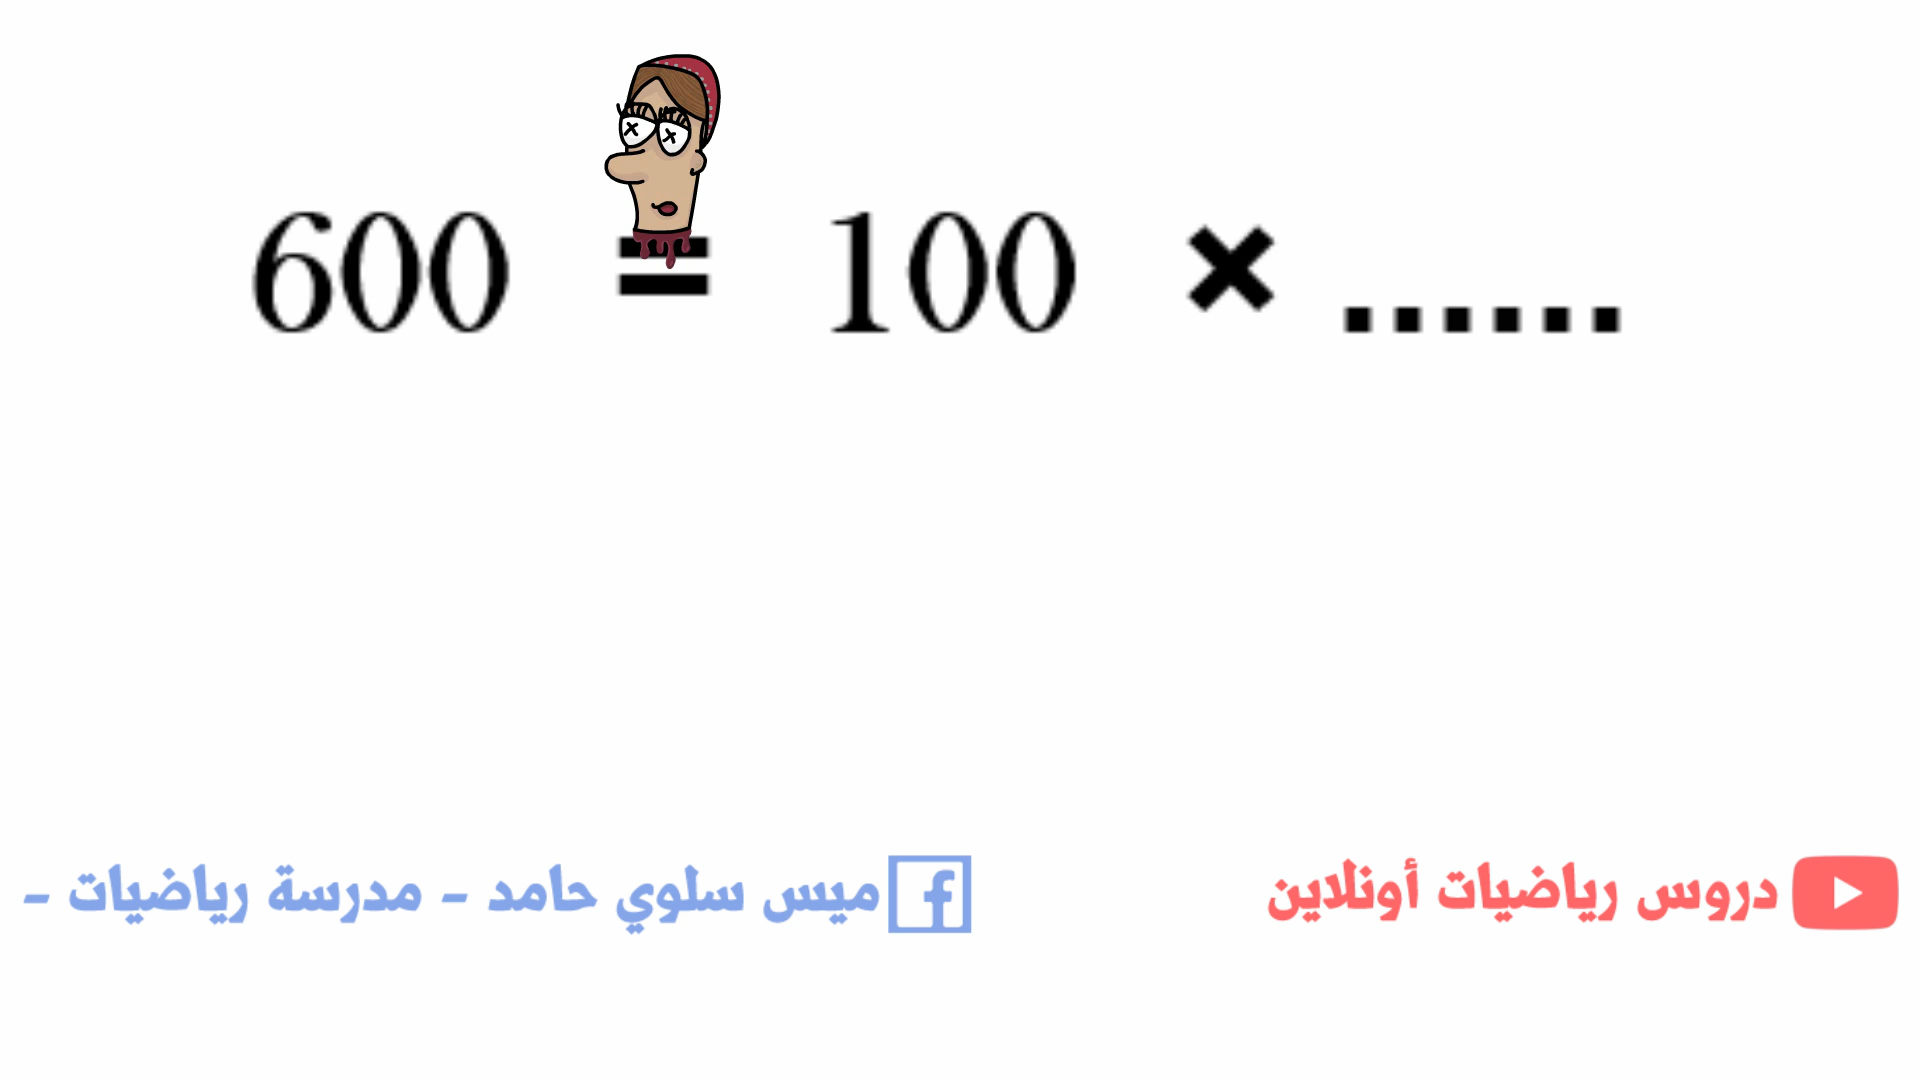 600 = 100 × ......
ميس سلوي حامد - مدرسة رياضيات -
دروس رياضيات أونلاين